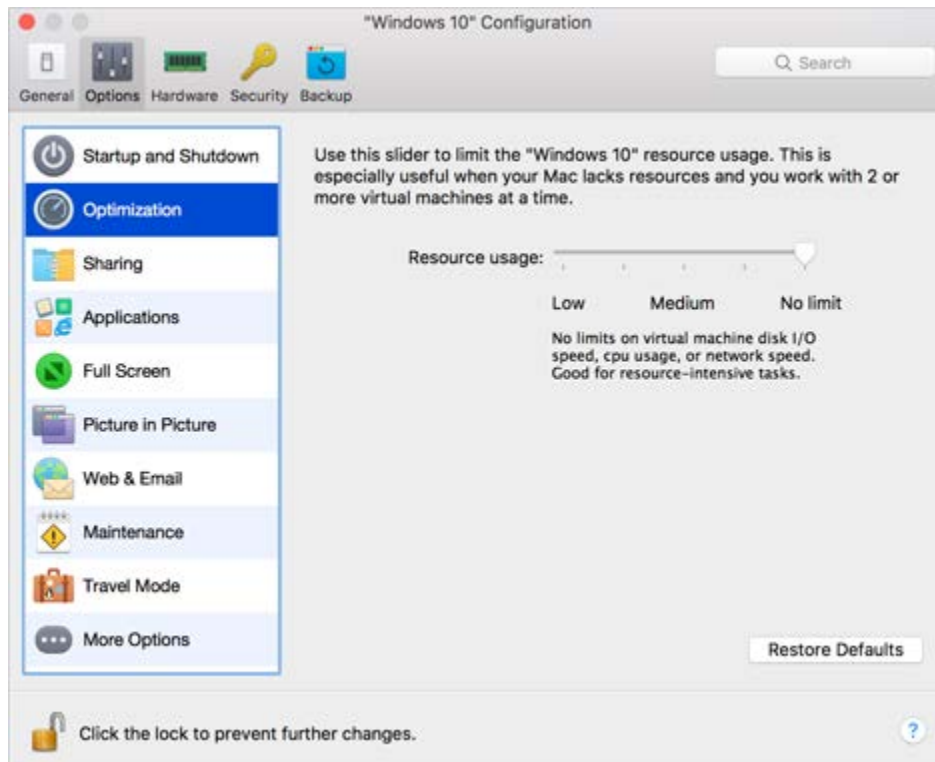 "Windows 10" Configuration
General Options Hardware Security Backup
Search
Startup and Shutdown
Optimization
Sharing
Applications
Full Screen
Picture in Picture
Web & Email
Maintenance
Travel Mode
More Options
Use this slider to limit the "Windows 10" resource usage. This is
especially useful when your Mac lacks resources and you work with 2 or
more virtual machines at a time.
Resource usage:
Low Medium No limit
No limits on virtual machine disk I/O
speed, cpu usage, or network speed.
Good for resource-intensive tasks.
Restore Defaults
Click the lock to prevent further changes.
?